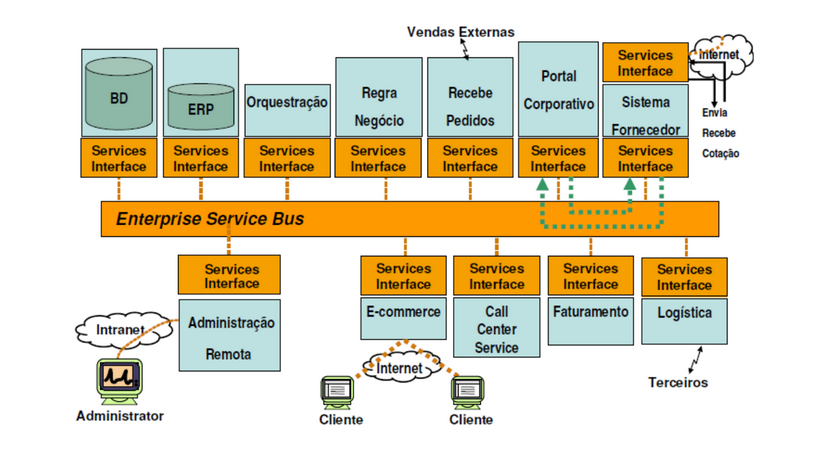 Vendas Externas
BD
ERP
Orquestração
Regra
Negócio
Recebe
Pedidos
Portal
Corporativo
Services
Interface
Sistema
Fornecedor
Internet
Envia
Recebe
Cotação
Services
Interface
Services
Interface
Services
Interface
Services
Interface
Services
Interface
Services
Interface
Services
Interface
Enterprise Service Bus
Services
Interface
Administração
Remota
Intranet
Administrator
Services
Interface
E-commerce
Internet
Cliente
Cliente
Services
Interface
Call
Center
Service
Services
Interface
Faturamento
Services
Interface
Logística
Terceiros